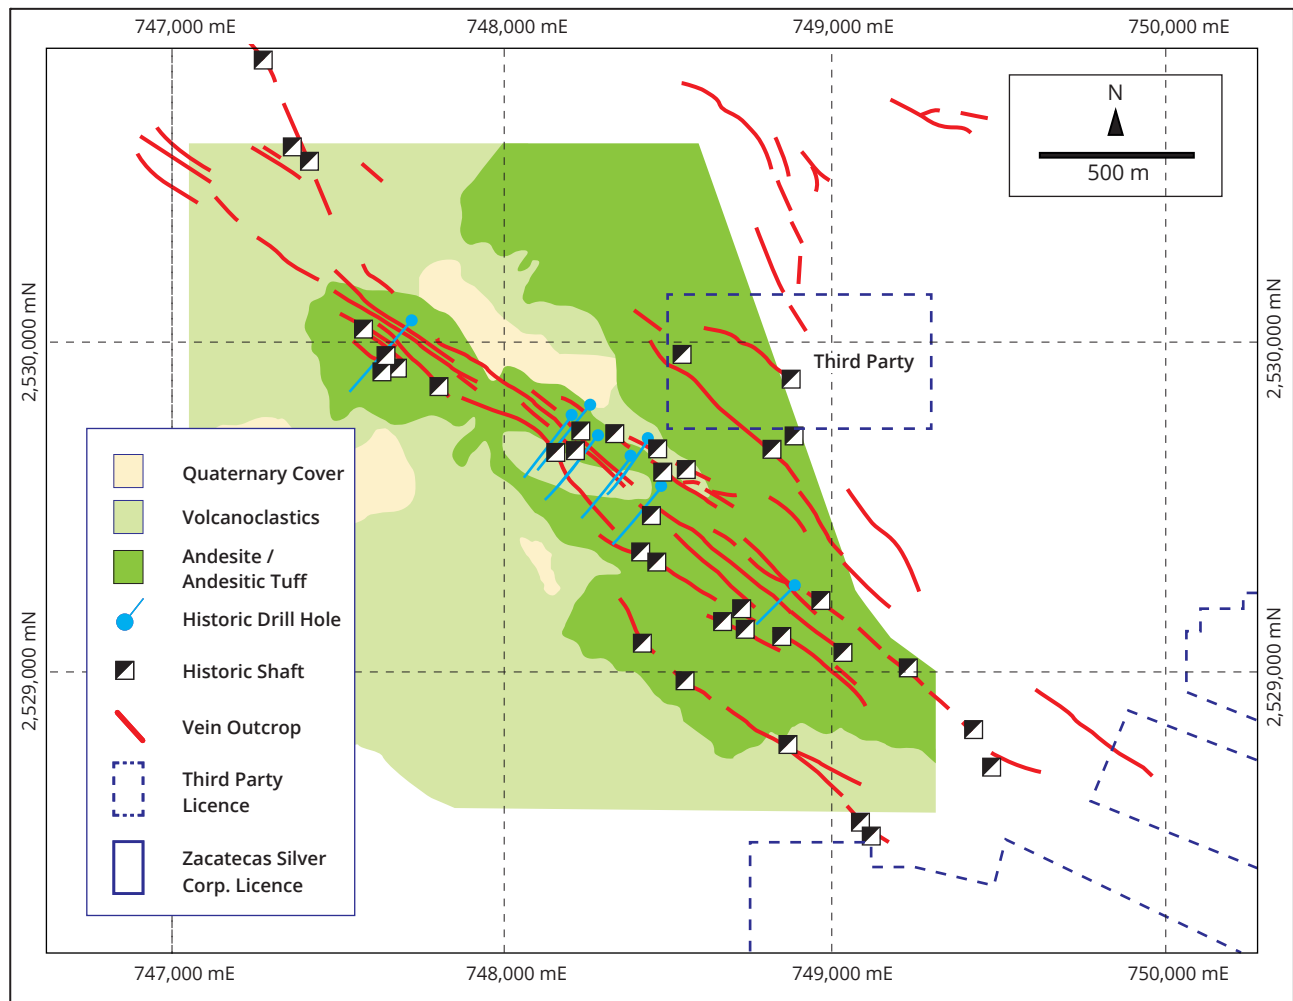 747,000 mE
748,000 mE
749,000 mE
750,000 mE
N
500 m
2,530,000 mN
2,530,000 mN
Third Party
Quaternary Cover
Volcanoclastics
Andesite /
Andesitic Tuff
Historic Drill Hole
Historic Shaft
Vein Outcrop
Third Party
Licence
Zacatecas Silver
Corp. Licence
2,529,000 mN
2,529,000 mN
747,000 mE
748,000 mE
749,000 mE
750,000 mE